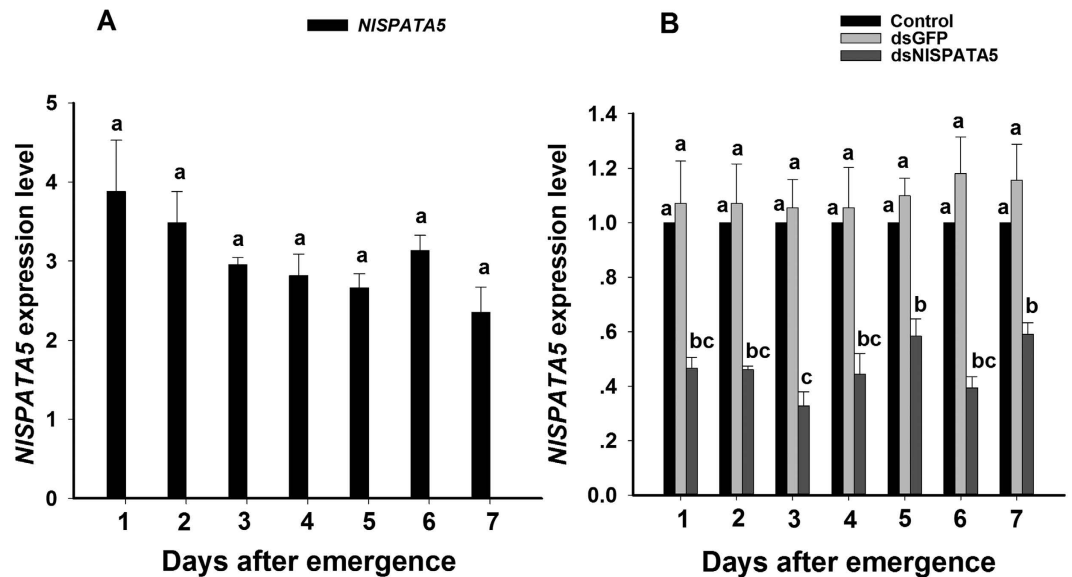 A
NlSPATA5
NlSPATA5 expression level
5
4
3
2
1
0
a
a
a
a
a
a
a
1 2 3 4 5 6 7
Days after emergence
B
Control
dsGFP
dsNlSPATA5
NlSPATA5 expression level
1.4
1.2
1.0
.8
.6
.4
.2
0.0
a a bc
a a bc
a a c
a a bc
a a b
a a bc
a a b
1 2 3 4 5 6 7
Days after emergence